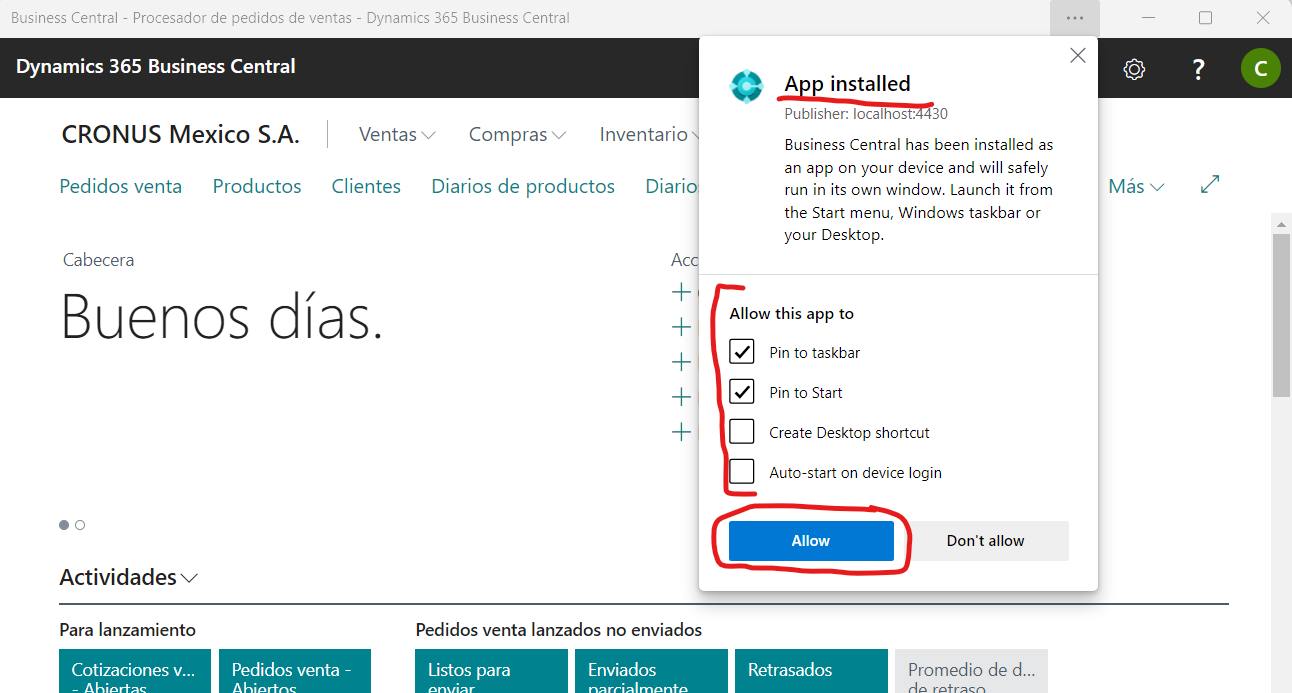 Business Central - Procesador de pedidos de ventas - Dynamics 365 Business Central
Dynamics 365 Business Central
? C
CRONUS Mexico S.A. Ventas Compras Inventario
Pedidos venta Productos Clientes Diarios de productos Diario Más
Cabecera
Buenos días.
Acc
App installed
Publisher: localhost:4430
Business Central has been installed as
an app on your device and will safely
run in its own window. Launch it from
the Start menu, Windows taskbar or
your Desktop.
Allow this app to
Pin to taskbar
Pin to Start
Create Desktop shortcut
Auto-start on device login
Allow Don't allow
Actividades
Para lanzamiento Pedidos venta lanzados no enviados
Cotizaciones v... Pedidos venta - Listos para Enviados Retrasados Promedio de d...
- Abiertas Abiertos enviar parcialmente de retraso